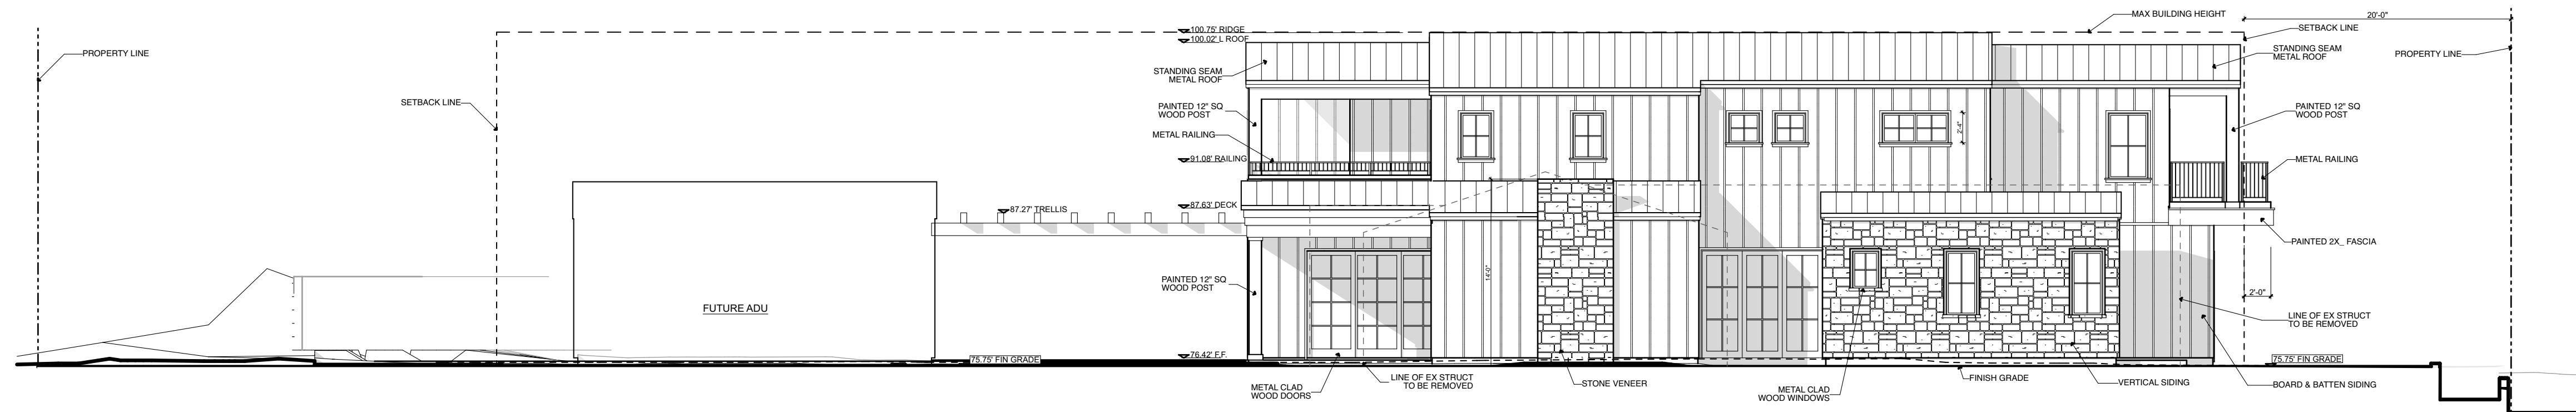 PROPERTY LINE
SETBACK LINE
100.75' RIDGE
100.02' L ROOF
STANDING SEAM
METAL ROOF
PAINTED 12" SQ
WOOD POST
METAL RAILING
91.08' RAILING
87.63' DECK
87.27' TRELLIS
PAINTED 12" SQ
WOOD POST
FUTURE ADU
75.75' FIN GRADE
76.42' F.F.
METAL CLAD
WOOD DOORS
LINE OF EX STRUCT
TO BE REMOVED
STONE VENEER
14'-0"
2'-4"
METAL CLAD
WOOD WINDOWS
FINISH GRADE
VERTICAL SIDING
BOARD & BATTEN SIDING
MAX BUILDING HEIGHT
20'-0"
SETBACK LINE
STANDING SEAM
METAL ROOF
PROPERTY LINE
PAINTED 12" SQ
WOOD POST
METAL RAILING
PAINTED 2X_ FASCIA
2'-0"
LINE OF EX STRUCT
TO BE REMOVED
75.75' FIN GRADE